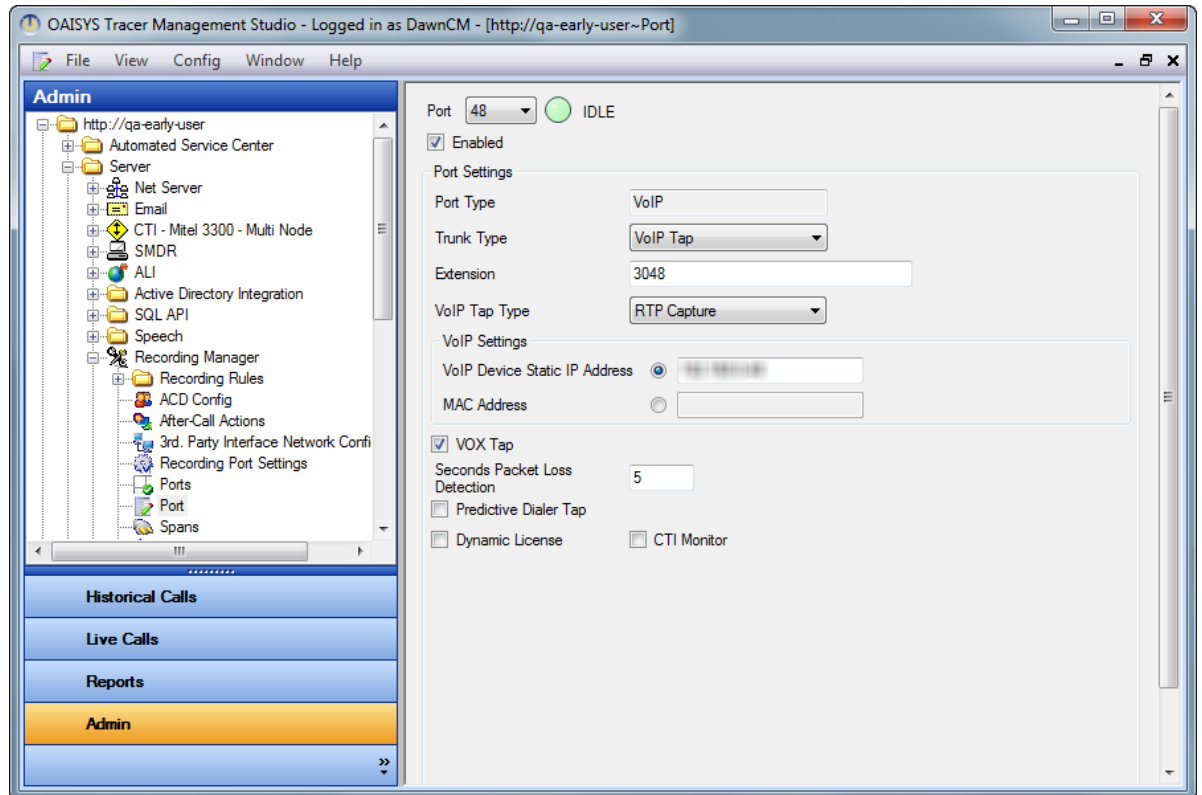 OAISYS Tracer Management Studio - Logged in as DawnCM - [http://qa-early-user~Port]
File View Config Window Help
Admin
http://qa-early-user
Automated Service Center
Server
Net Server
Email
CTI - Mitel 3300 - Multi Node
SMDR
ALI
Active Directory Integration
SQL API
Speech
Recording Manager
Recording Rules
ACD Config
After-Call Actions
3rd. Party Interface Network Confi
Recording Port Settings
Ports
Port
Spans
Historical Calls
Live Calls
Reports
Admin
Port 48 IDLE
Enabled
Port Settings
Port Type VoIP
Trunk Type VoIP Tap
Extension 3048
VoIP Tap Type RTP Capture
VoIP Settings
VoIP Device Static IP Address
MAC Address
VOX Tap
Seconds Packet Loss
Detection 5
Predictive Dialer Tap
Dynamic License CTI Monitor